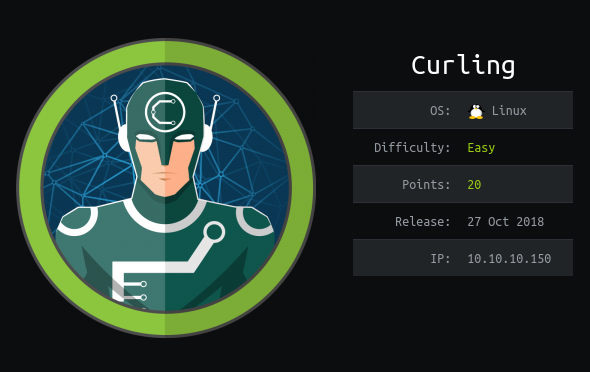 Curling
OS: Linux
Difficulty: Easy
Points: 20
Release: 27 Oct 2018
IP: 10.10.10.150